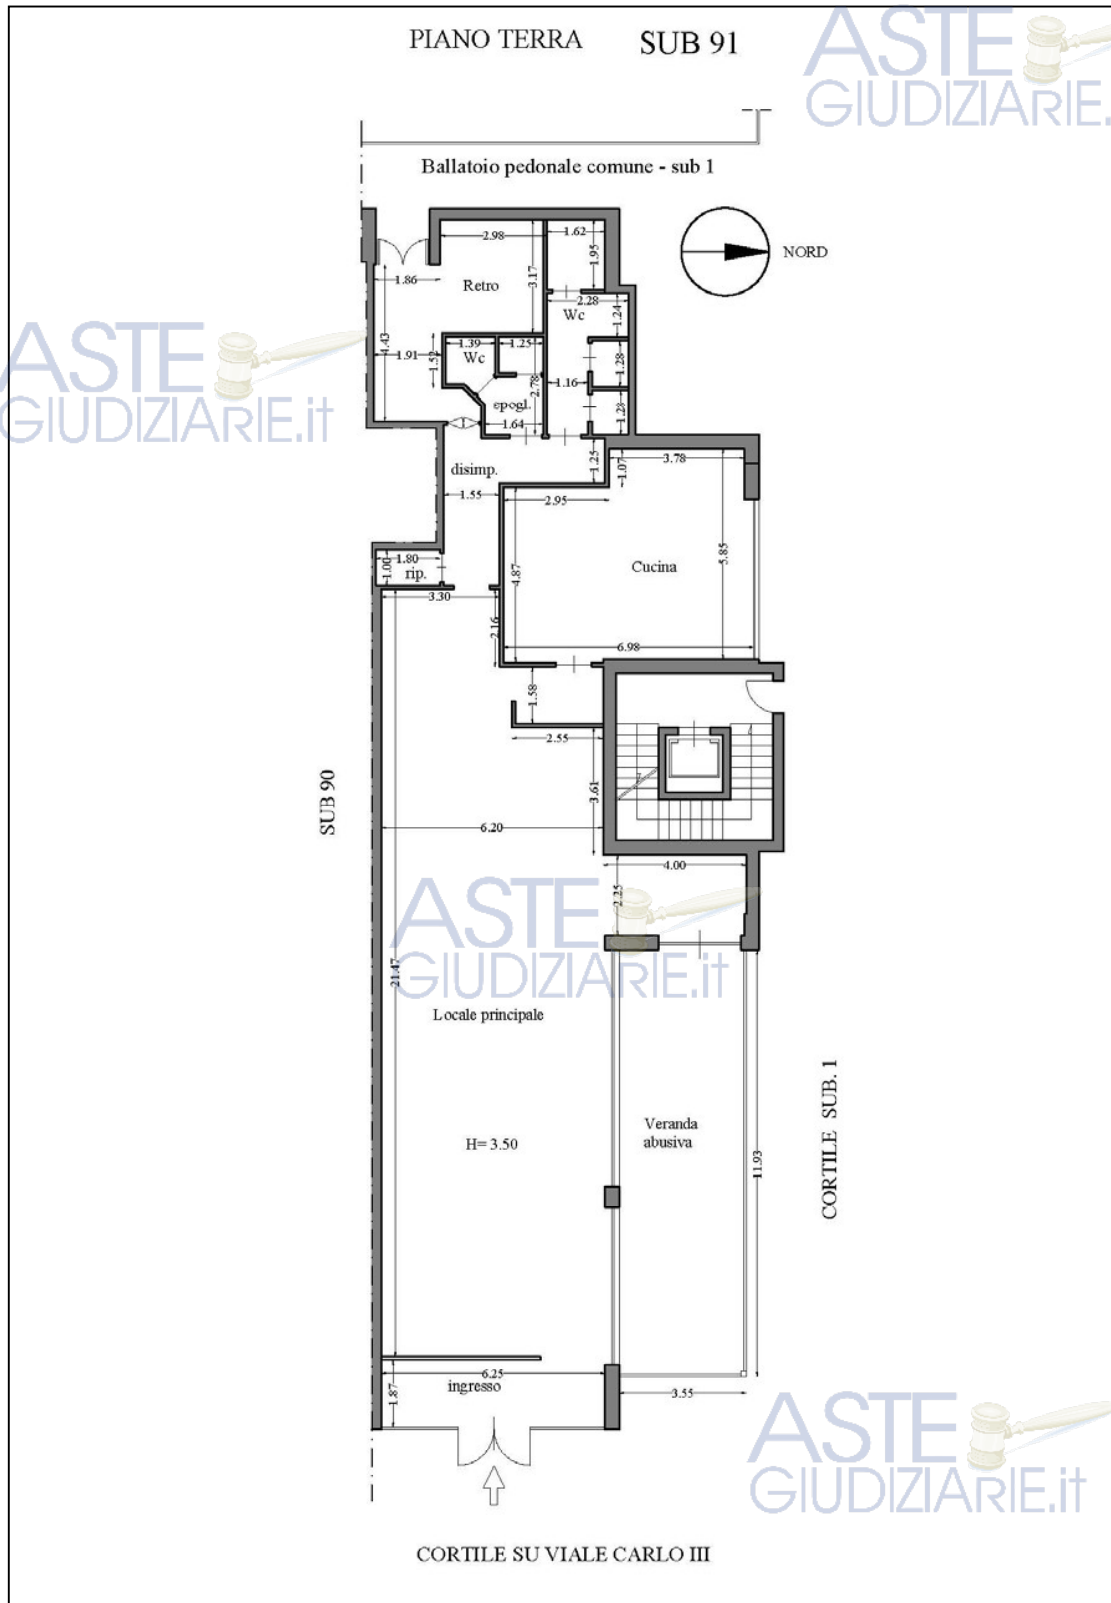 PIANO TERRA SUB 91
ASTE
GIUDIZIARIE.
Ballatoio pedonale comune - sub 1
NORD
2.98
1.62
1.95
3.17
1.86
Retro
2.28
Wc
1.24
ASTE
GIUDIZIARIE.it
4.43
1.91
1.52
1.39
Wc
1.25
2.78
1.28
1.16
spogl.
1.64
1.23
disimp.
1.25
1.07
3.78
1.55
2.95
1.80
1.00
rip.
4.87
Cucina
5.85
3.30
2.16
6.98
1.58
2.55
3.61
SUB 90
6.20
4.00
2.25
ASTE
GIUDIZIARIE.it
21.47
Locale principale
H= 3.50
Veranda
abusiva
11.93
CORTILE SUB. 1
6.25
ingresso
1.87
3.55
ASTE
GIUDIZIARIE.it
CORTILE SU VIALE CARLO III